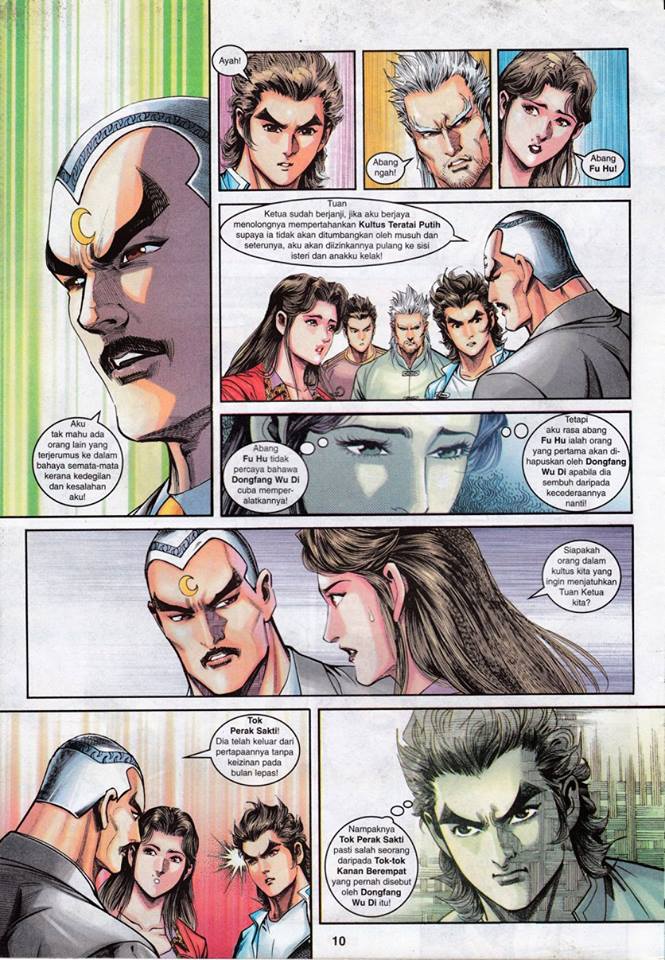 Aku
tak mahu ada
orang lain yang
terjerumus ke dalam
bahaya semata-mata
kerana kedegilan
dan kesalahan
aku!
Ayah!
Abang
ngah!
Abang
Fu Hu!
Tuan
Ketua sudah berjanji, jika aku berjaya
menolongnya mempertahankan Kultus Teratai Putih
supaya ia tidak akan ditumbangkan oleh musuh dan
seterunya, aku akan diizinkannya pulang ke sisi
isteri dan anakku kelak!
Abang
Fu Hu tidak
percaya bahawa
Dongfang Wu Di
cuba memper-
alatkannya!
Tetapi
aku rasa abang
Fu Hu ialah orang
yang pertama akan di-
hapuskan oleh Dongfang
Wu Di apabila dia
sembuh daripada
kecederaannya
nanti!
Siapakah
orang dalam
kultus kita yang
ingin menjatuhkan
Tuan Ketua
kita?
Tok
Perak Sakti!
Dia telah keluar dari
pertapaannya tanpa
keizinan pada
bulan lepas!
Nampaknya
Tok Perak Sakti
pasti salah seorang
daripada Tok-tok
Kanan Berempat
yang pernah disebut
oleh Dongfang
Wu Di itu!
10